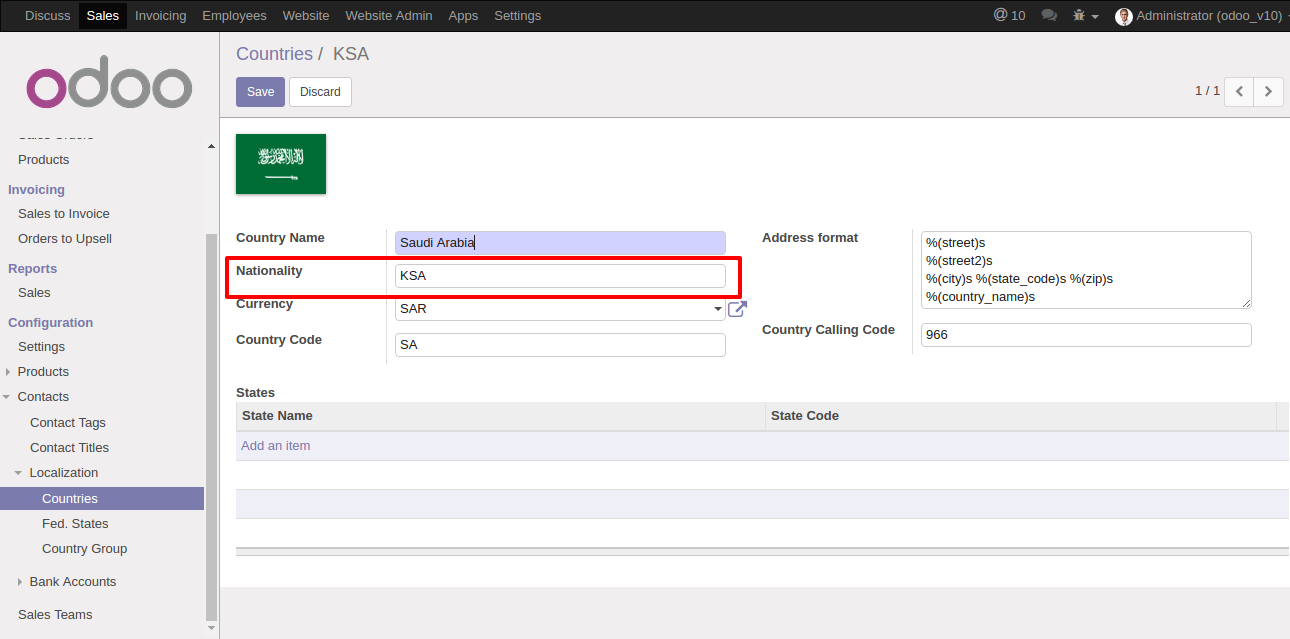 Discuss Sales Invoicing Employees Website Website Admin Apps Settings @ 10 Administrator (odoo_v10)
odoo
Sales Orders
Products
Invoicing
Sales to Invoice
Orders to Upsell
Reports
Sales
Configuration
Settings
Products
Contacts
Contact Tags
Contact Titles
Localization
Countries
Fed. States
Country Group
Bank Accounts
Sales Teams
Countries / KSA
Save Discard
1 / 1
Country Name Saudi Arabia
Nationality KSA
Currency SAR
Country Code SA
Address format %(street)s
%(street2)s
%(city)s %(state_code)s %(zip)s
%(country_name)s
Country Calling Code 966
States
State Name State Code
Add an item